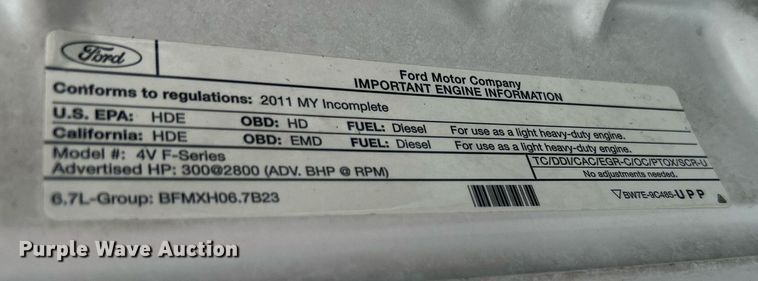 Ford
Ford Motor Company
IMPORTANT ENGINE INFORMATION
Conforms to regulations: 2011 MY Incomplete
U.S. EPA: HDE OBD: HD FUEL: Diesel For use as a light heavy-duty engine.
California: HDE OBD: EMD FUEL: Diesel For use as a light heavy-duty engine.
Model #: 4V F-Series TC/DDI/CAC/EGR-C/OC/PTOX/SCR-U
Advertised HP: 300@2800 (ADV. BHP @ RPM) No adjustments needed.
6.7L-Group: BFMXH06.7B23 BW7E-9C485-UPP
Purple Wave Auction